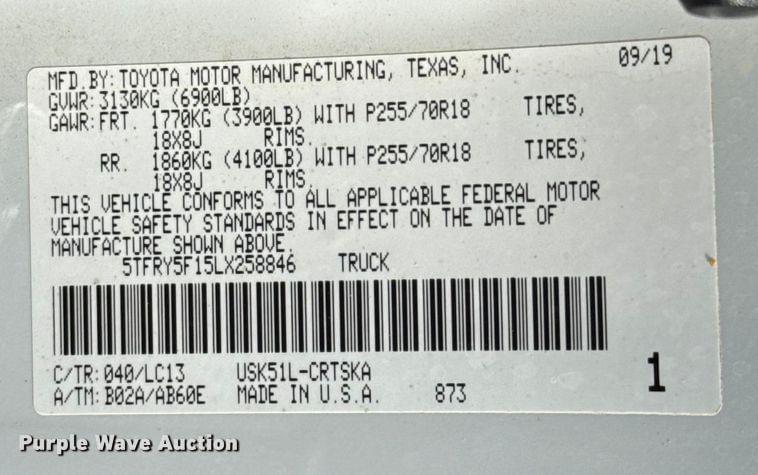 MFD.BY:TOYOTA MOTOR MANUFACTURING, TEXAS, INC. 09/19
GVWR:3130KG (6900LB)
GAWR:FRT. 1770KG (3900LB) WITH P255/70R18 TIRES,
18X8J RIMS.
RR. 1860KG (4100LB) WITH P255/70R18 TIRES,
18X8J RIMS.
THIS VEHICLE CONFORMS TO ALL APPLICABLE FEDERAL MOTOR
VEHICLE SAFETY STANDARDS IN EFFECT ON THE DATE OF
MANUFACTURE SHOWN ABOVE.
5TFRY5F15LX258846 TRUCK
C/TR:040/LC13 USK51L-CRTSKA
A/TM:B02A/AB60E MADE IN U.S.A. 873
1
Purple Wave Auction